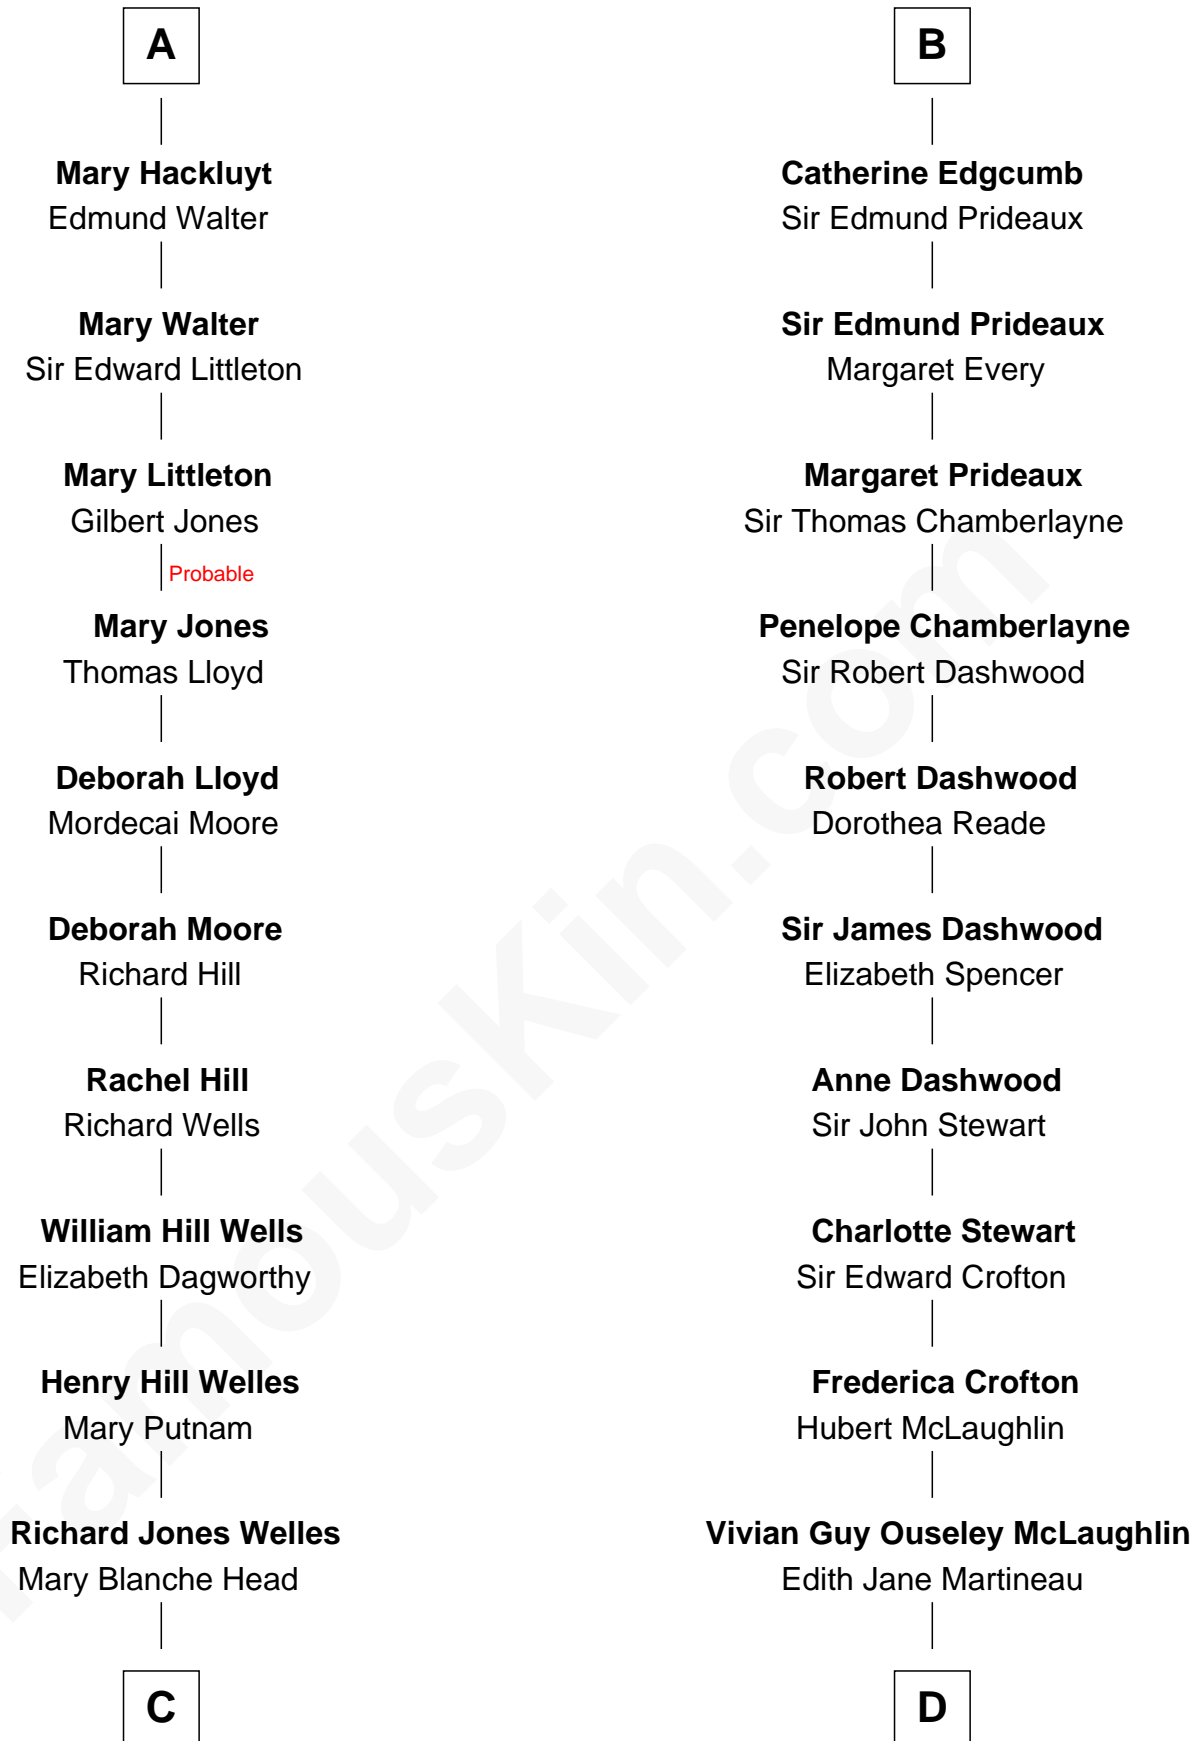 A
Mary Hackluyt
Edmund Walter
Mary Walter
Sir Edward Littleton
Mary Littleton
Gilbert Jones
Probable
Mary Jones
Thomas Lloyd
Deborah Lloyd
Mordecai Moore
Deborah Moore
Richard Hill
Rachel Hill
Richard Wells
William Hill Wells
Elizabeth Dagworthy
Henry Hill Welles
Mary Putnam
Richard Jones Welles
Mary Blanche Head
C
B
Catherine Edgcumb
Sir Edmund Prideaux
Sir Edmund Prideaux
Margaret Every
Margaret Prideaux
Sir Thomas Chamberlayne
Penelope Chamberlayne
Sir Robert Dashwood
Robert Dashwood
Dorothea Reade
Sir James Dashwood
Elizabeth Spencer
Anne Dashwood
Sir John Stewart
Charlotte Stewart
Sir Edward Crofton
Frederica Crofton
Hubert McLaughlin
Vivian Guy Ouseley McLaughlin
Edith Jane Martineau
D
FamousKin.com